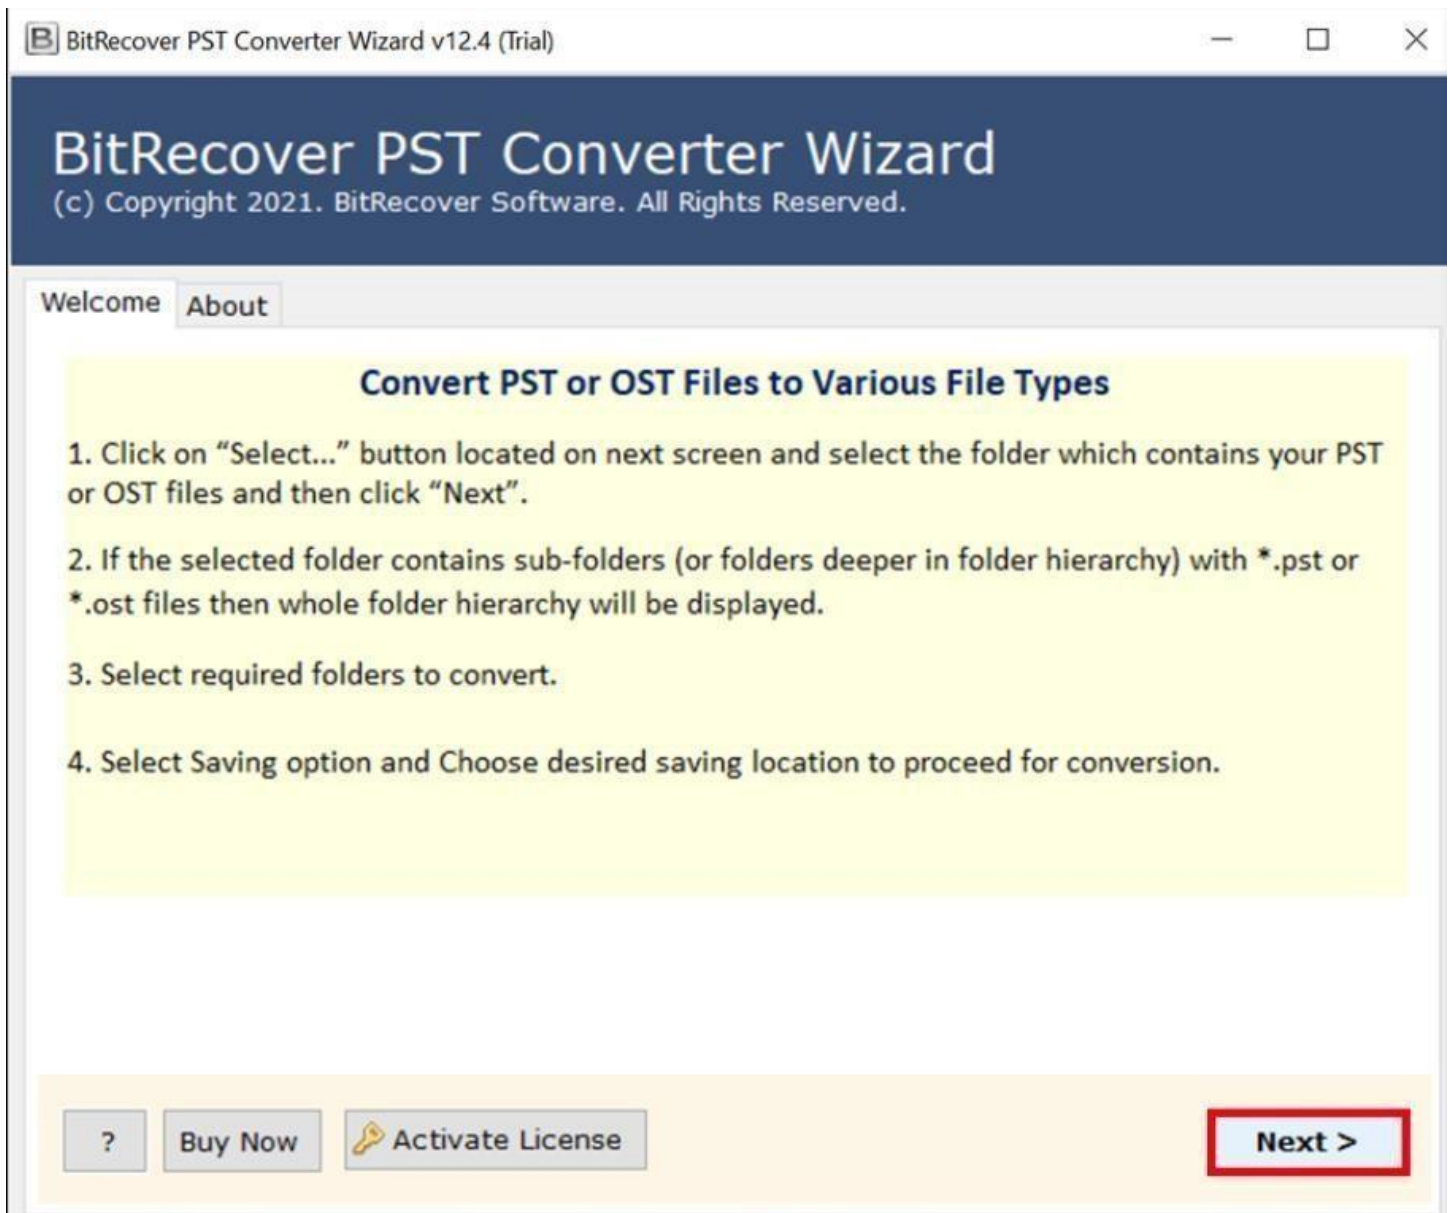 BitRecover PST Converter Wizard v12.4 (Trial)
BitRecover PST Converter Wizard
(c) Copyright 2021. BitRecover Software. All Rights Reserved.
Welcome About
Convert PST or OST Files to Various File Types
1. Click on “Select...” button located on next screen and select the folder which contains your PST
or OST files and then click “Next”.
2. If the selected folder contains sub-folders (or folders deeper in folder hierarchy) with *.pst or
*.ost files then whole folder hierarchy will be displayed.
3. Select required folders to convert.
4. Select Saving option and Choose desired saving location to proceed for conversion.
? Buy Now Activate License Next >